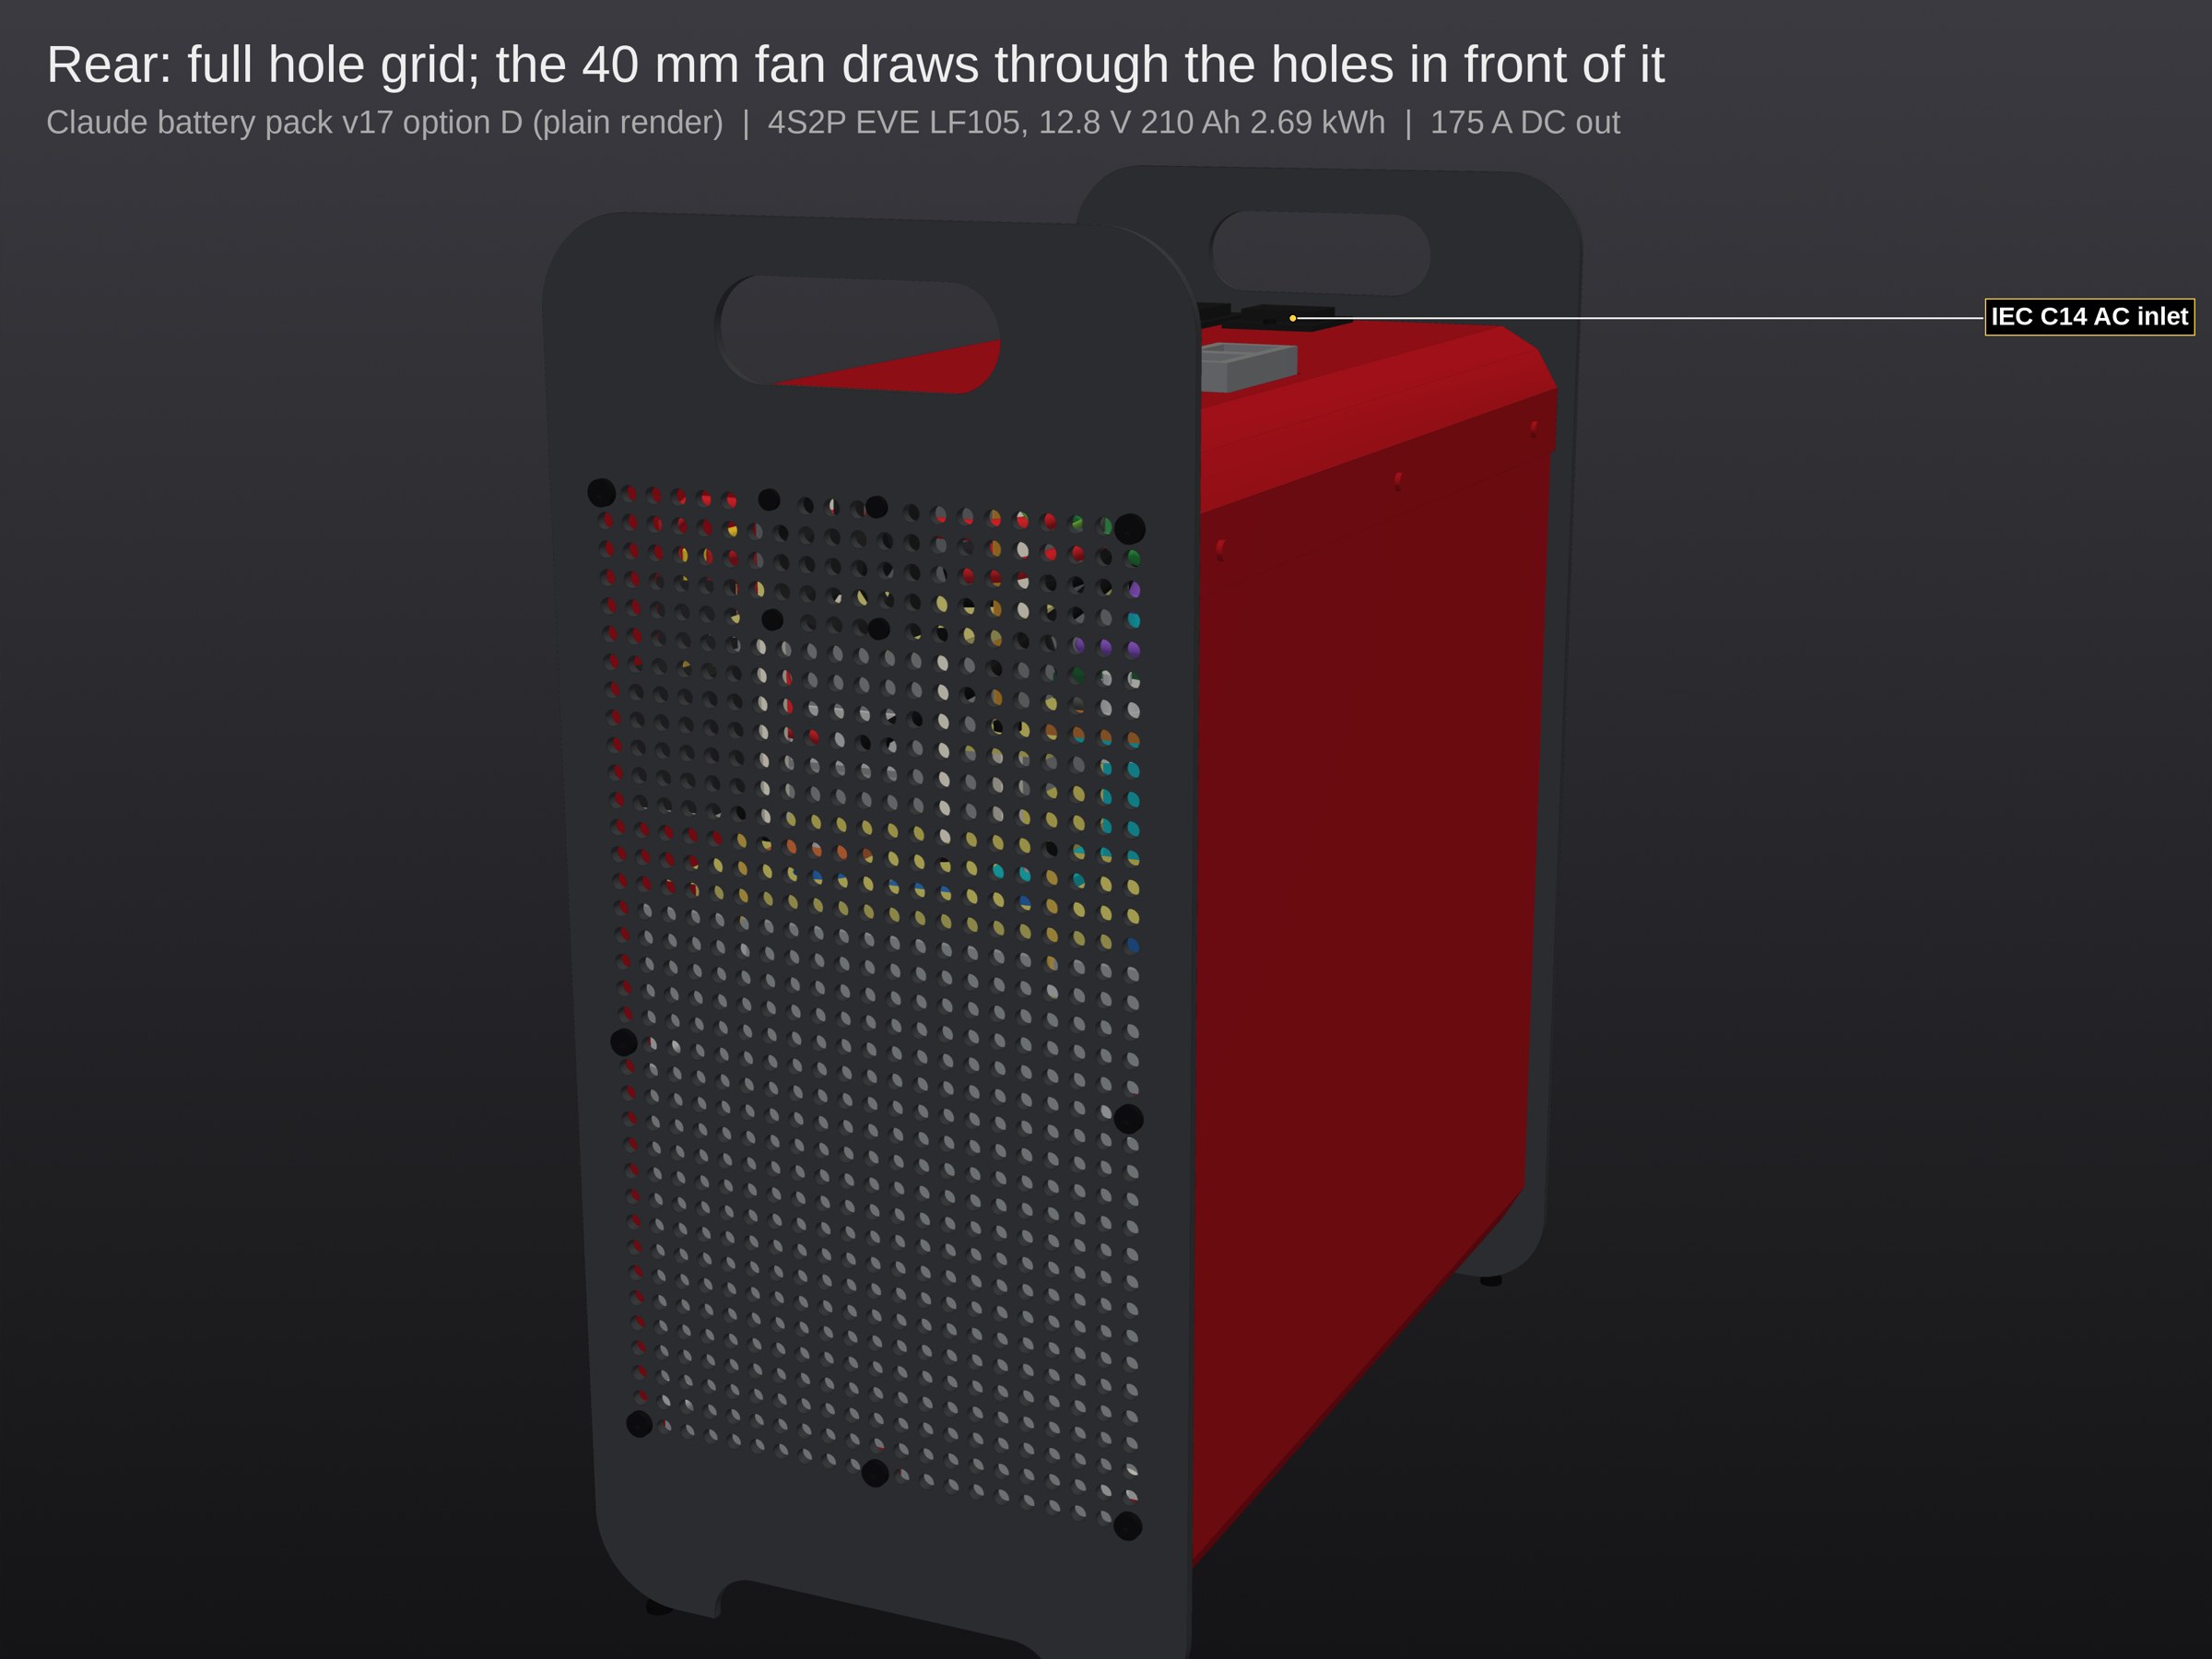 Rear: full hole grid; the 40 mm fan draws through the holes in front of it
Claude battery pack v17 option D (plain render) | 4S2P EVE LF105, 12.8 V 210 Ah 2.69 kWh | 175 A DC out
IEC C14 AC inlet